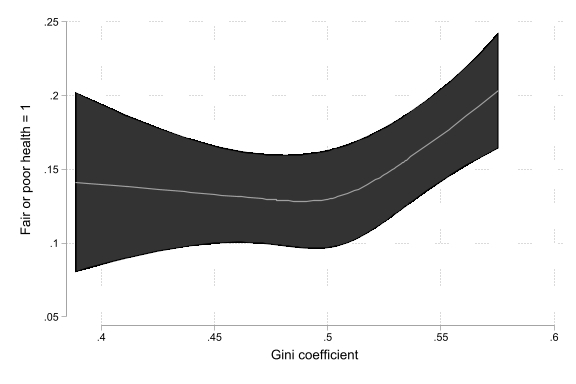 .25
.2
.15
.1
.05
Fair or poor health = 1
.4 .45 .5 .55 .6
Gini coefficient